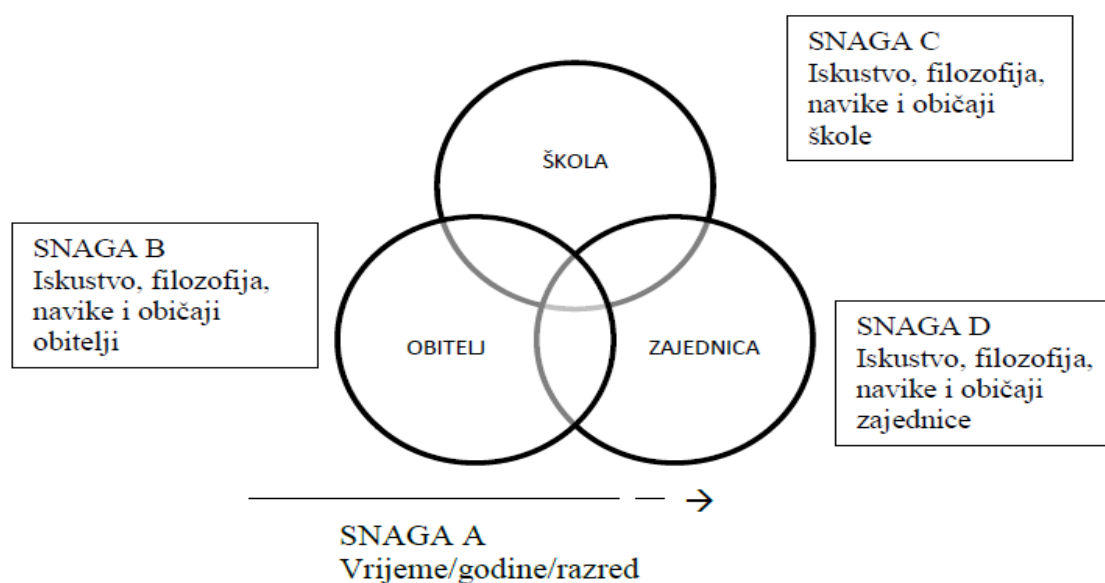 SNAGA C
Iskustvo, filozofija,
navike i običaji
škole
ŠKOLA
SNAGA B
Iskustvo, filozofija,
navike i običaji
obitelji
OBITELJ
ZAJEDNICA
SNAGA D
Iskustvo, filozofija,
navike i običaji
zajednice
SNAGA A
Vrijeme/godine/razred